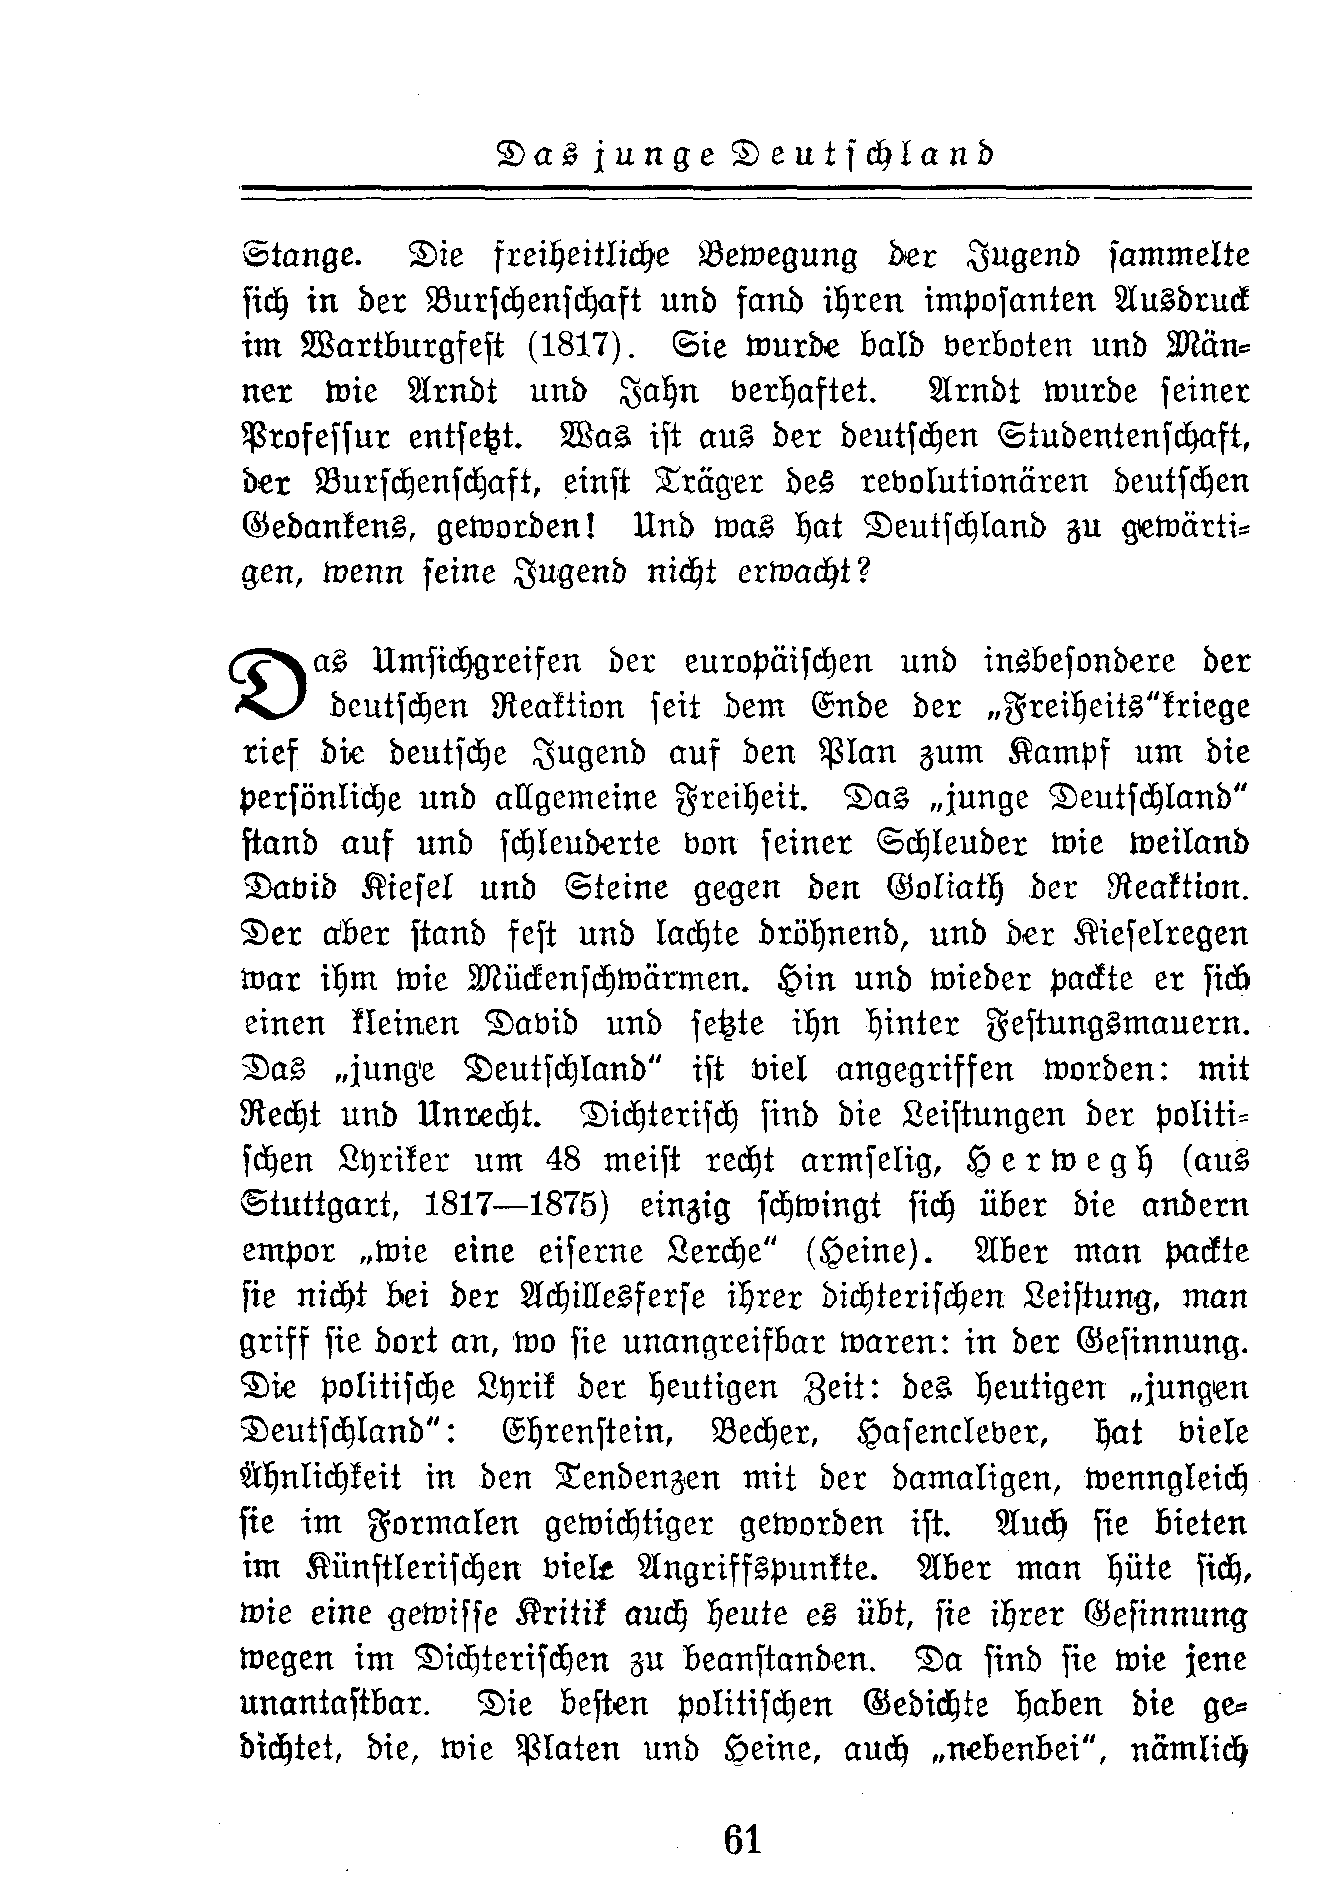 Das junge Deutschland
Stange. Die freiheitliche Bewegung der Jugend sammelte
sich in der Burschenschaft und fand ihren imposanten Ausdruck
im Wartburgfest (1817). Sie wurde bald verboten und Män-
ner wie Arndt und Jahn verhaftet. Arndt wurde seiner
Professur entsetzt. Was ist aus der deutschen Studentenschaft,
der Burschenschaft, einst Träger des revolutionären deutschen
Gedankens, geworden! Und was hat Deutschland zu gewärti-
gen, wenn seine Jugend nicht erwacht?
Das Umsichgreifen der europäischen und insbesondere der
deutschen Reaktion seit dem Ende der „Freiheits“kriege
rief die deutsche Jugend auf den Plan zum Kampf um die
persönliche und allgemeine Freiheit. Das „junge Deutschland“
stand auf und schleuderte von seiner Schleuder wie weiland
David Kiesel und Steine gegen den Goliath der Reaktion.
Der aber stand fest und lachte dröhnend, und der Kieselregen
war ihm wie Mückenschwärmen. Hin und wieder packte er sich
einen kleinen David und setzte ihn hinter Festungsmauern.
Das „junge Deutschland“ ist viel angegriffen worden: mit
Recht und Unrecht. Dichterisch sind die Leistungen der politi-
schen Lyriker um 48 meist recht armselig, Herwegh (aus
Stuttgart, 1817—1875) einzig schwingt sich über die andern
empor „wie eine eiserne Lerche“ (Heine). Aber man packte
sie nicht bei der Achillesferse ihrer dichterischen Leistung, man
griff sie dort an, wo sie unangreifbar waren: in der Gesinnung.
Die politische Lyrik der heutigen Zeit: des heutigen „jungen
Deutschland“: Ehrenstein, Becher, Hasenclever, hat viele
Ähnlichkeit in den Tendenzen mit der damaligen, wenngleich
sie im Formalen gewichtiger geworden ist. Auch sie bieten
im Künstlerischen viele Angriffspunkte. Aber man hüte sich,
wie eine gewisse Kritik auch heute es übt, sie ihrer Gesinnung
wegen im Dichterischen zu beanstanden. Da sind sie wie jene
unantastbar. Die besten politischen Gedichte haben die ge-
dichtet, die, wie Platen und Heine, auch „nebenbei“, nämlich
61